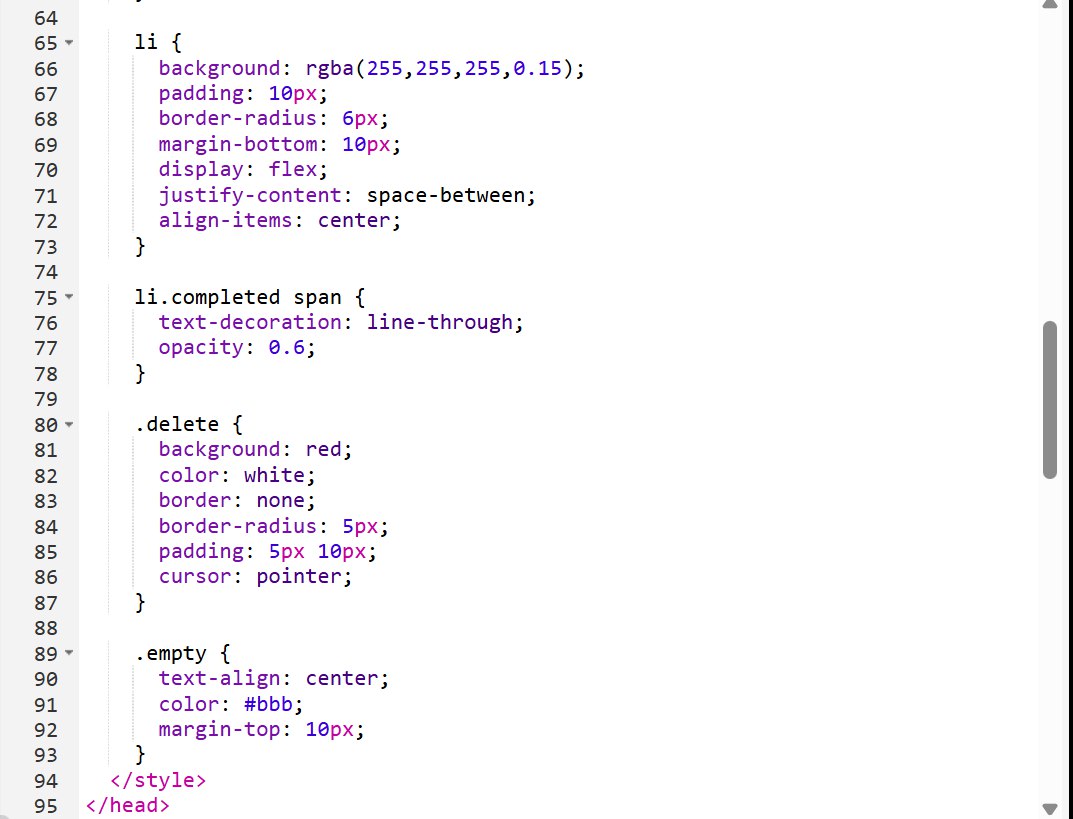 64
65 li {
66 background: rgba(255,255,255,0.15);
67 padding: 10px;
68 border-radius: 6px;
69 margin-bottom: 10px;
70 display: flex;
71 justify-content: space-between;
72 align-items: center;
73 }
74
75 li.completed span {
76 text-decoration: line-through;
77 opacity: 0.6;
78 }
79
80 .delete {
81 background: red;
82 color: white;
83 border: none;
84 border-radius: 5px;
85 padding: 5px 10px;
86 cursor: pointer;
87 }
88
89 .empty {
90 text-align: center;
91 color: #bbb;
92 margin-top: 10px;
93 }
94 </style>
95 </head>